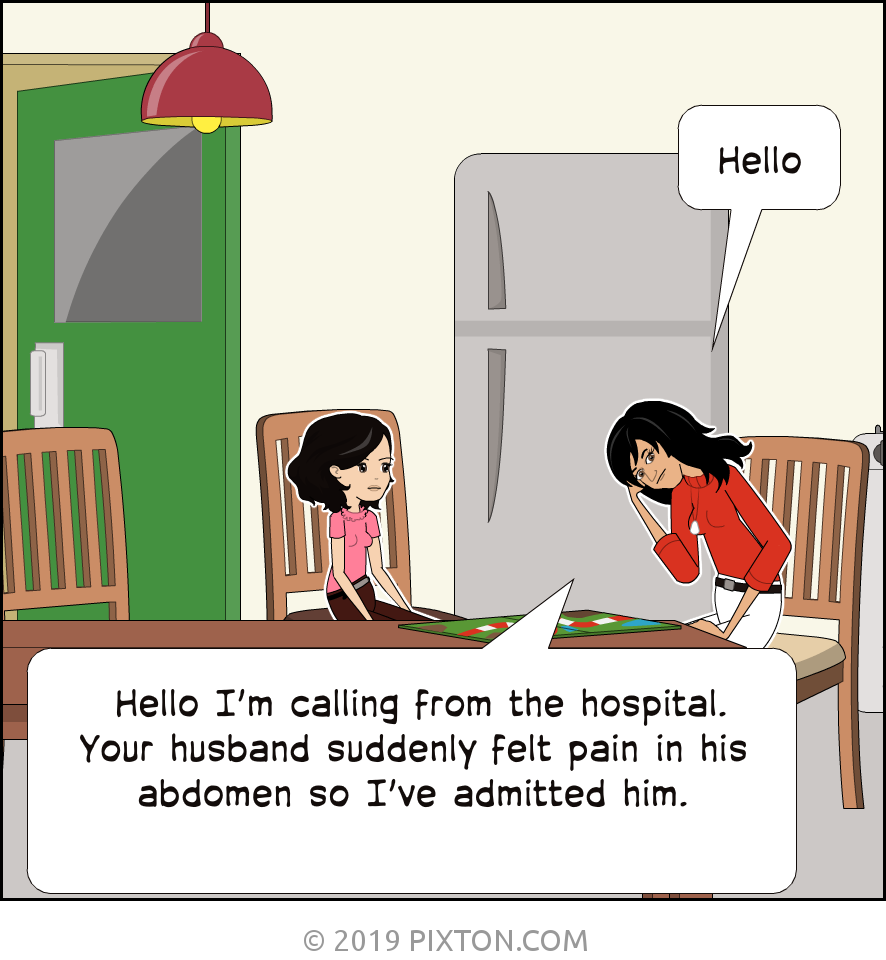 Hello
Hello I'm calling from the hospital.
Your husband suddenly felt pain in his
abdomen so I've admitted him.
© 2019 PIXTON.COM